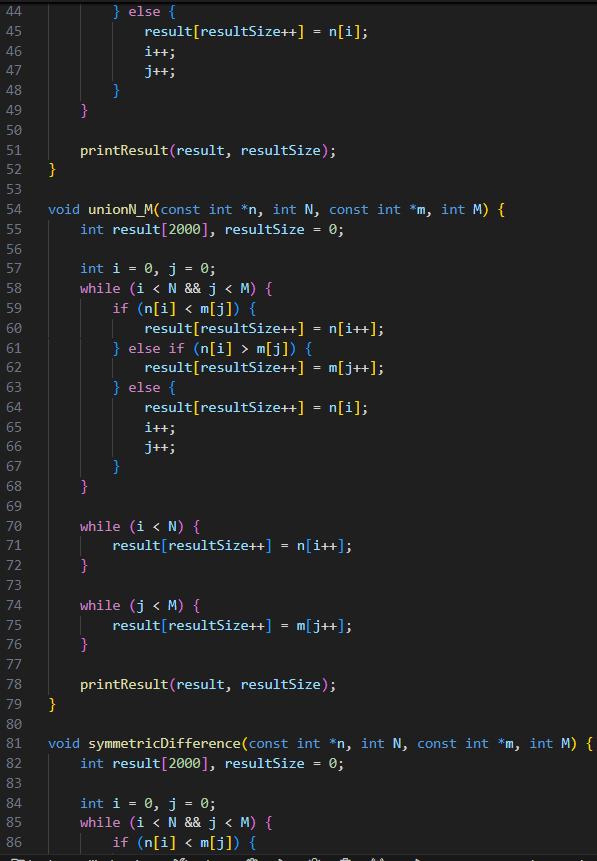 44         } else {
45             result[resultSize++] = n[i];
46             i++;
47             j++;
48         }
49     }
50
51     printResult(result, resultSize);
52 }
53
54 void unionN_M(const int *n, int N, const int *m, int M) {
55     int result[2000], resultSize = 0;
56
57     int i = 0, j = 0;
58     while (i < N && j < M) {
59         if (n[i] < m[j]) {
60             result[resultSize++] = n[i++];
61         } else if (n[i] > m[j]) {
62             result[resultSize++] = m[j++];
63         } else {
64             result[resultSize++] = n[i];
65             i++;
66             j++;
67         }
68     }
69
70     while (i < N) {
71         result[resultSize++] = n[i++];
72     }
73
74     while (j < M) {
75         result[resultSize++] = m[j++];
76     }
77
78     printResult(result, resultSize);
79 }
80
81 void symmetricDifference(const int *n, int N, const int *m, int M) {
82     int result[2000], resultSize = 0;
83
84     int i = 0, j = 0;
85     while (i < N && j < M) {
86         if (n[i] < m[j]) {